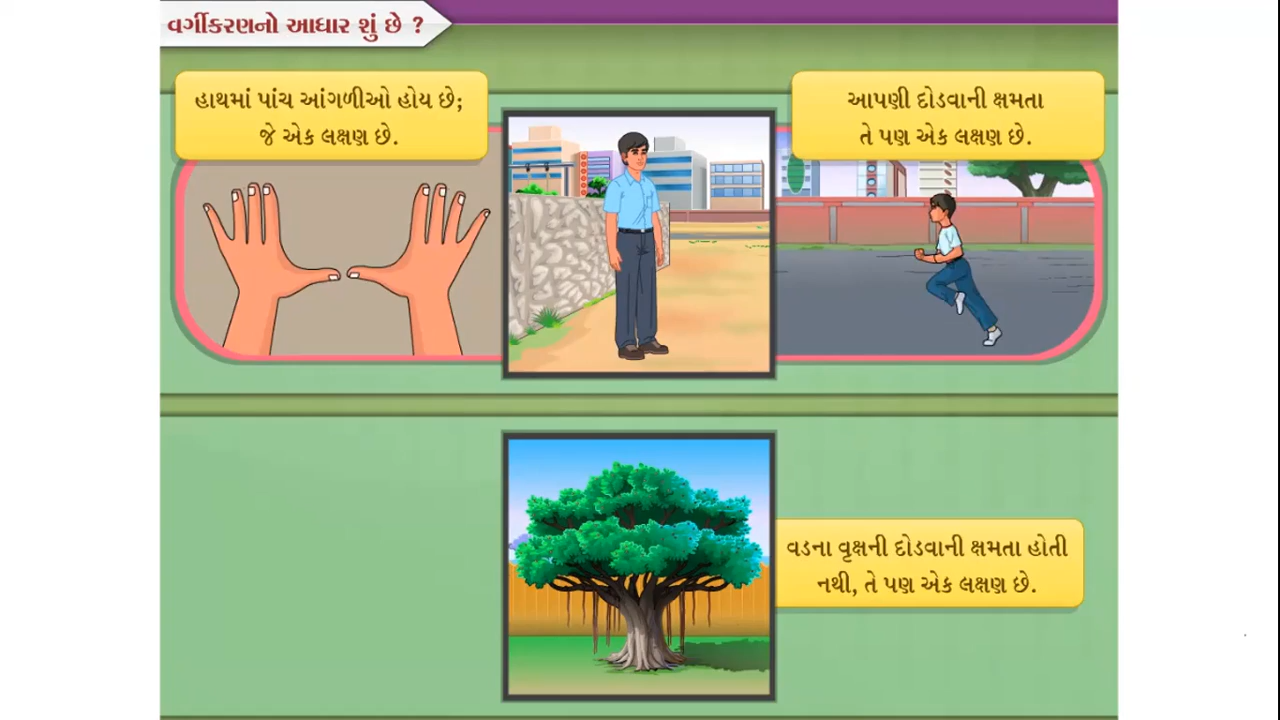 વર્ગીકરણનો આધાર શું છે ?
હાથમાં પાંચ આંગળીઓ હોય છે;
જે એક લક્ષણ છે.
આપણી દોડવાની ક્ષમતા
તે પણ એક લક્ષણ છે.
વડના વૃક્ષની દોડવાની ક્ષમતા હોતી
નથી, તે પણ એક લક્ષણ છે.